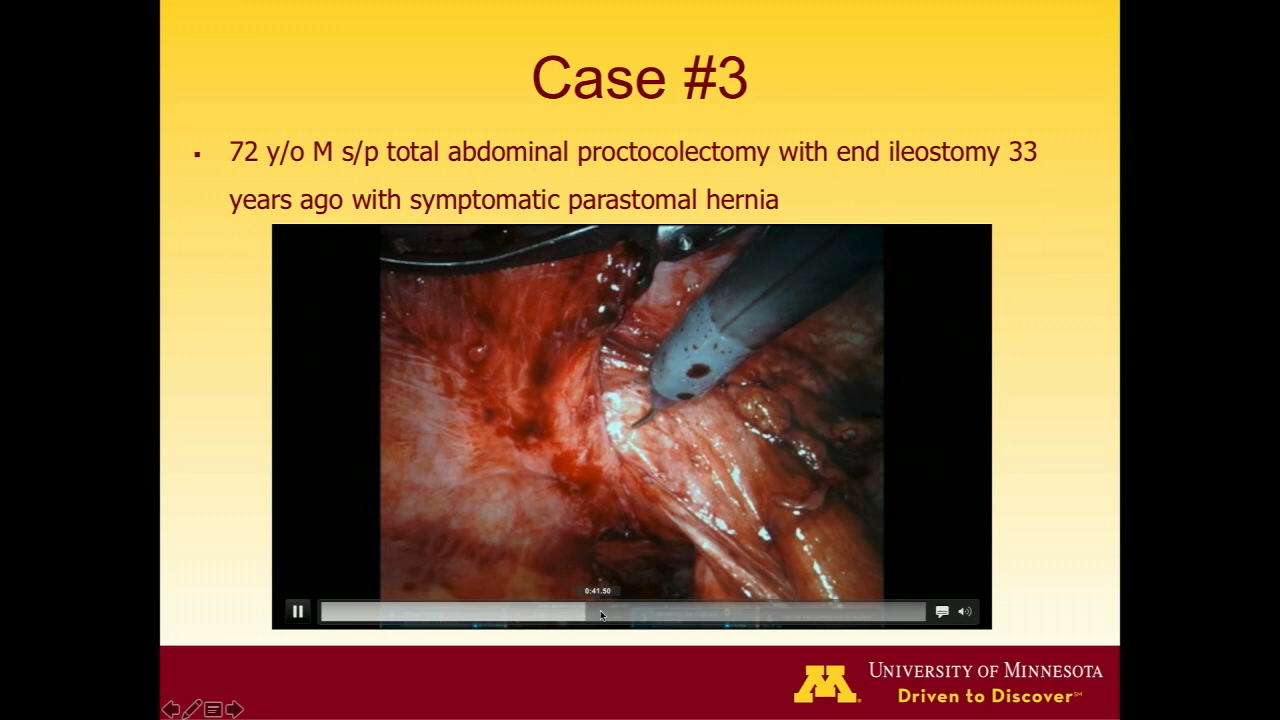 Case #3
72 y/o M s/p total abdominal proctocolectomy with end ileostomy 33
years ago with symptomatic parastomal hernia
0:41.50
UNIVERSITY OF MINNESOTA
Driven to Discover℠